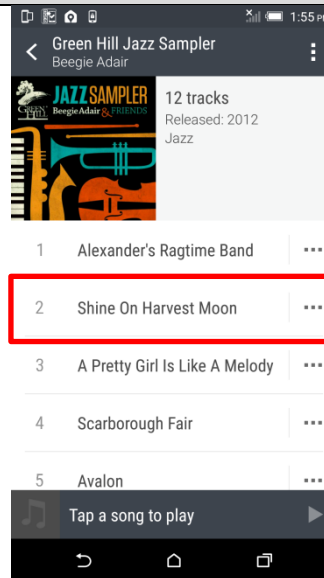 1:55 PM
Green Hill Jazz Sampler
Beegie Adair
GREEN HILL
JAZZ SAMPLER
Beegie Adair & FRIENDS
12 tracks
Released: 2012
Jazz
1 Alexander's Ragtime Band
2 Shine On Harvest Moon
3 A Pretty Girl Is Like A Melody
4 Scarborough Fair
5 Avalon
Tap a song to play